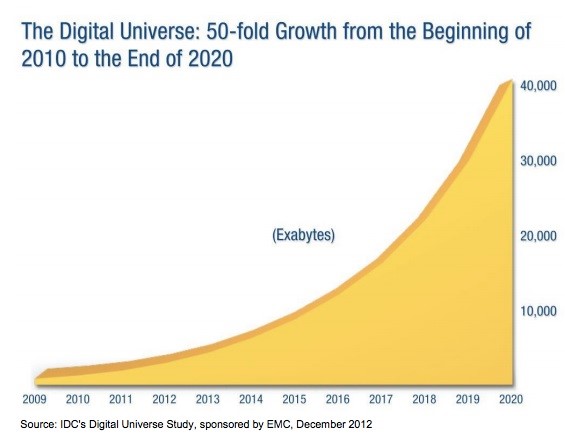 The Digital Universe: 50-fold Growth from the Beginning of
2010 to the End of 2020
40,000
30,000
(Exabytes)
20,000
10,000
2009 2010 2011 2012 2013 2014 2015 2016 2017 2018 2019 2020
Source: IDC's Digital Universe Study, sponsored by EMC, December 2012